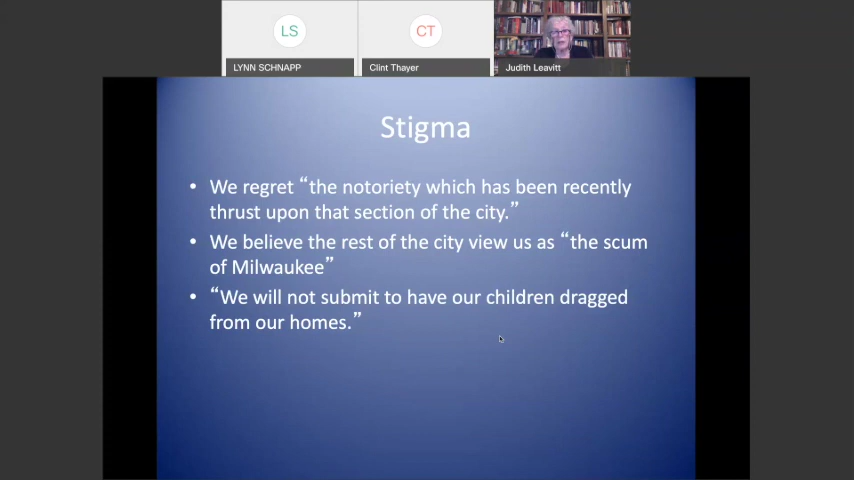 LS
CT
LYNN SCHNAPP
Clint Thayer
Judith Leavitt
Stigma
• We regret “the notoriety which has been recently
thrust upon that section of the city.”
• We believe the rest of the city view us as “the scum
of Milwaukee”
• “We will not submit to have our children dragged
from our homes.”